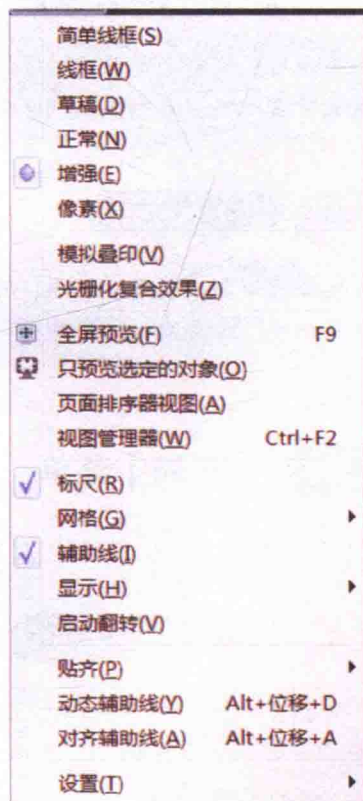 简单线框(S)
线框(W)
草稿(D)
正常(N)
增强(E)
像素(X)
模拟叠印(V)
光栅化复合效果(Z)
全屏预览(F) F9
只预览选定的对象(O)
页面排序器视图(A)
视图管理器(W) Ctrl+F2
标尺(R)
网格(G)
辅助线(I)
显示(H)
启动翻转(V)
贴齐(P)
动态辅助线(Y) Alt+位移+D
对齐辅助线(A) Alt+位移+A
设置(T)